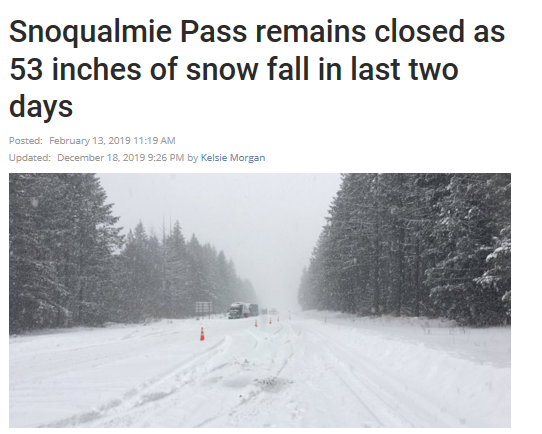 Snoqualmie Pass remains closed as
53 inches of snow fall in last two
days
Posted: February 13, 2019 11:19 AM
Updated: December 18, 2019 9:26 PM by Kelsie Morgan